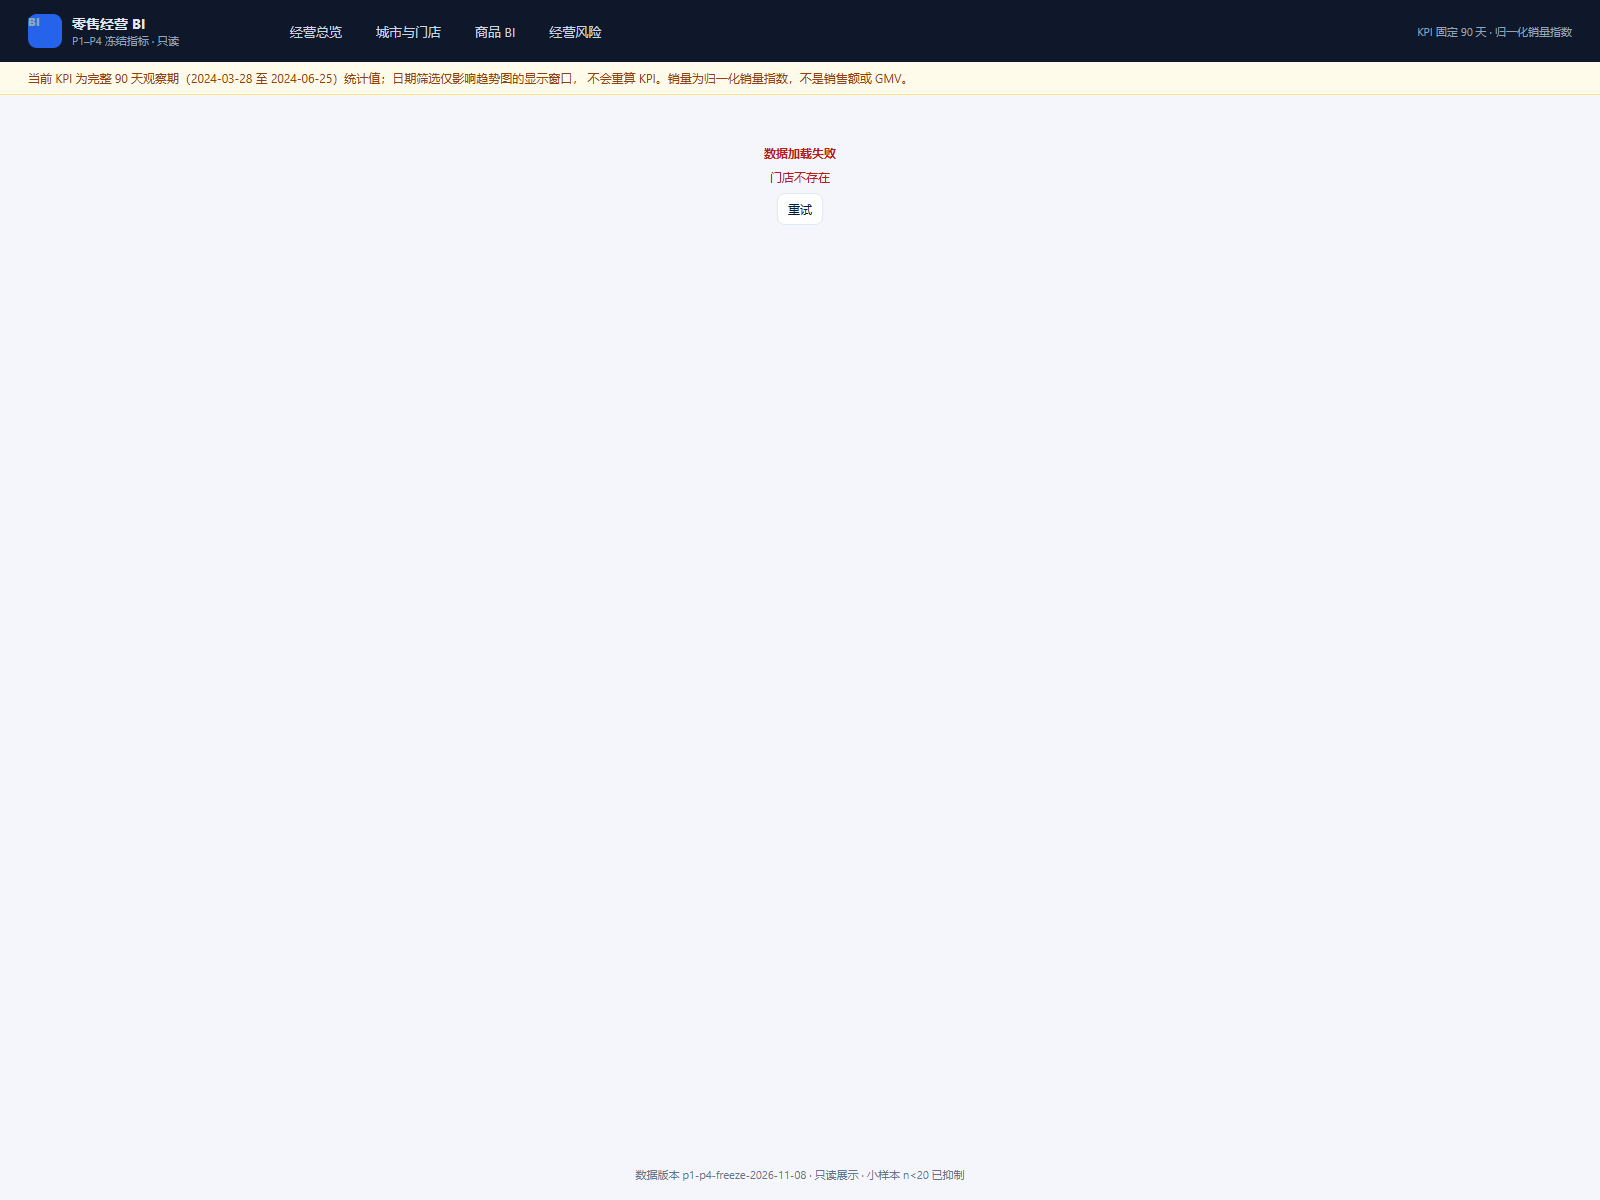 BI
零售经营 BI
P1–P4 冻结指标 · 只读
经营总览
城市与门店
商品 BI
经营风险
KPI 固定 90 天 · 归一化销量指数
当前 KPI 为完整 90 天观察期（2024-03-28 至 2024-06-25）统计值；日期筛选仅影响趋势图的显示窗口， 不会重算 KPI。销量为归一化销量指数，不是销售额或 GMV。
数据加载失败
门店不存在
重试
数据版本 p1-p4-freeze-2026-11-08 · 只读展示 · 小样本 n<20 已抑制